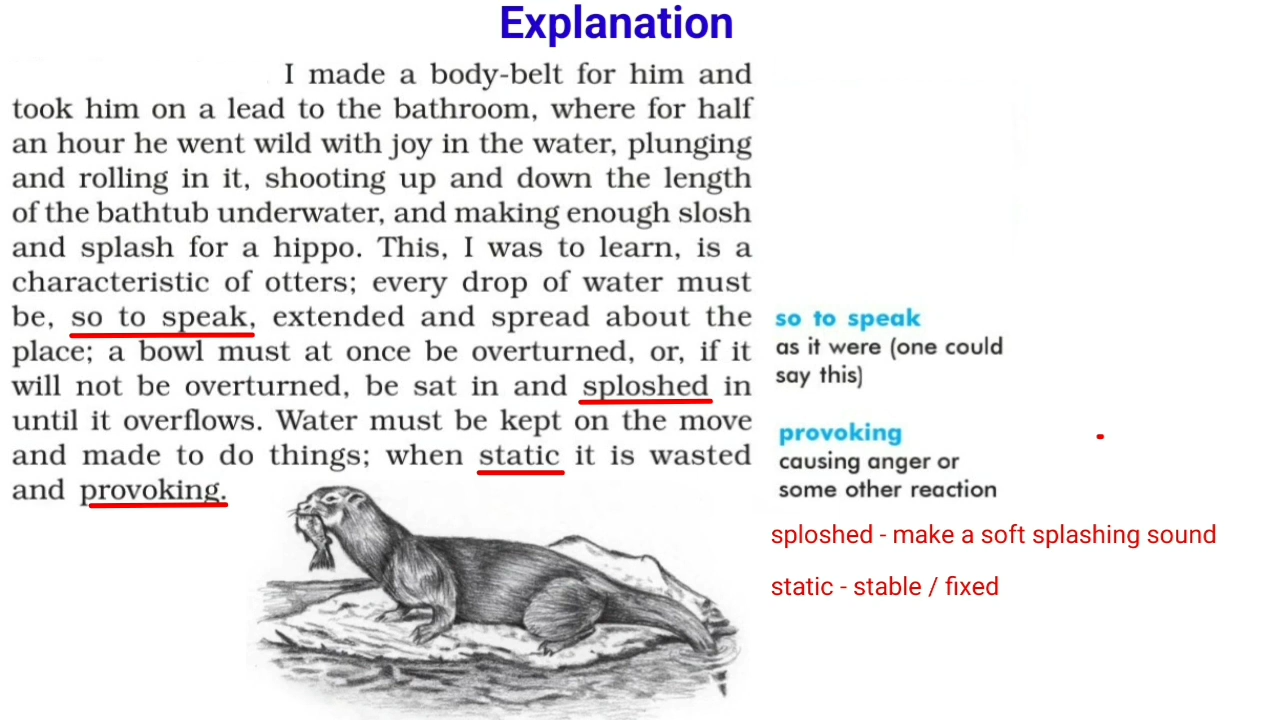 Explanation
I made a body-belt for him and
took him on a lead to the bathroom, where for half
an hour he went wild with joy in the water, plunging
and rolling in it, shooting up and down the length
of the bathtub underwater, and making enough slosh
and splash for a hippo. This, I was to learn, is a
characteristic of otters; every drop of water must
be, so to speak, extended and spread about the
place; a bowl must at once be overturned, or, if it
will not be overturned, be sat in and sploshed in
until it overflows. Water must be kept on the move
and made to do things; when static it is wasted
and provoking.
so to speak
as it were (one could
say this)
provoking
causing anger or
some other reaction
sploshed - make a soft splashing sound
static - stable / fixed